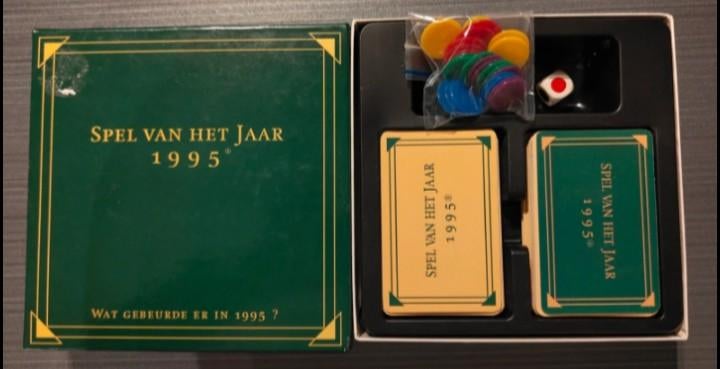 SPEL VAN HET JAAR
1995®
WAT GEBEURDE ER IN 1995 ?
SPEL VAN HET JAAR
1995®
SPEL VAN HET JAAR
1995®